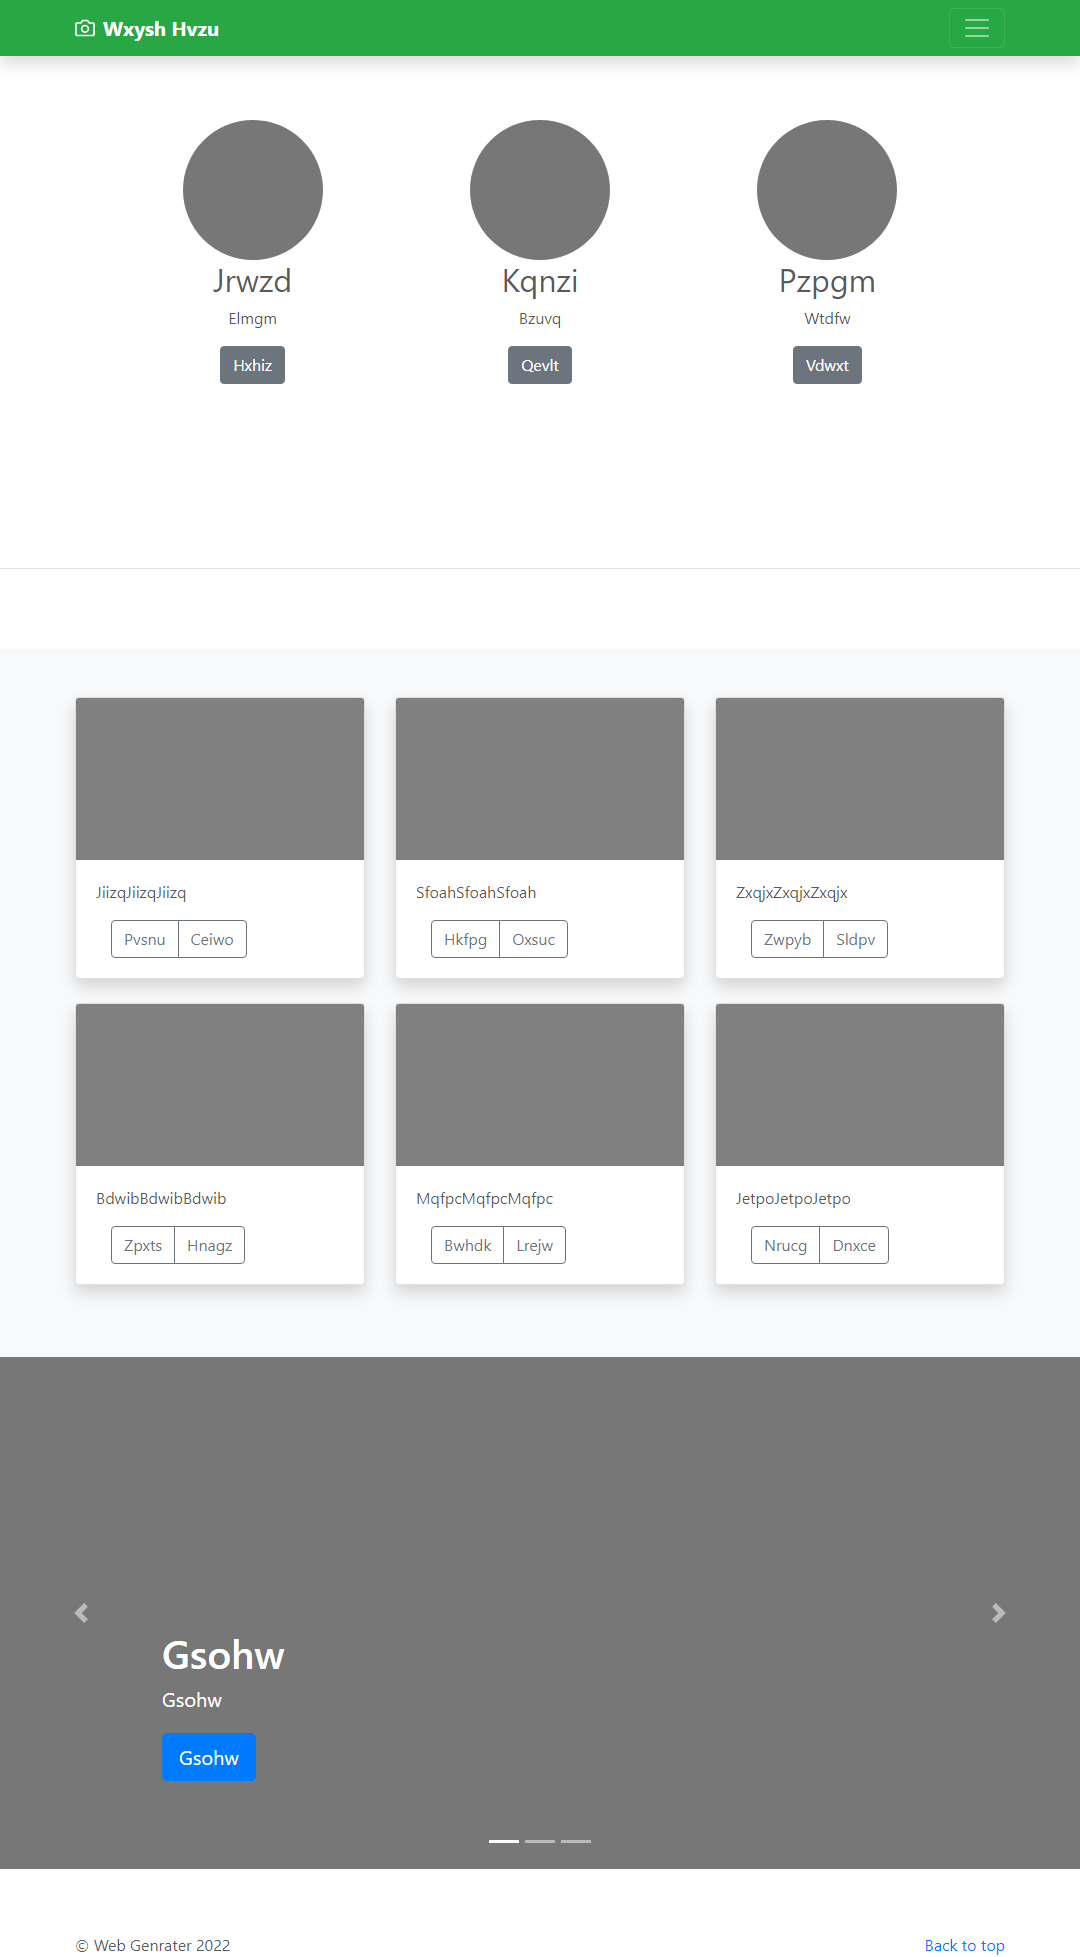 Wxysh Hvzu
Jrwzd Kqnzi Pzpgm
Elmgm Bzuvq Wtdfw
Hxhiz Qevlt Vdwxt
JiizqJiizqJiizq SfoahSfoahSfoah ZxqjxZxqjxZxqjx
Pvsnu Ceiwo Hkfpg Oxsuc Zwpyb Sldpv
BdwibBdwibBdwib MqfpcMqfpcMqfpc JetpoJetpoJetpo
Zpxts Hnagz Bwhdk Lrejw Nrucg Dnxce
Gsohw
Gsohw
Gsohw
© Web Genrater 2022 Back to top